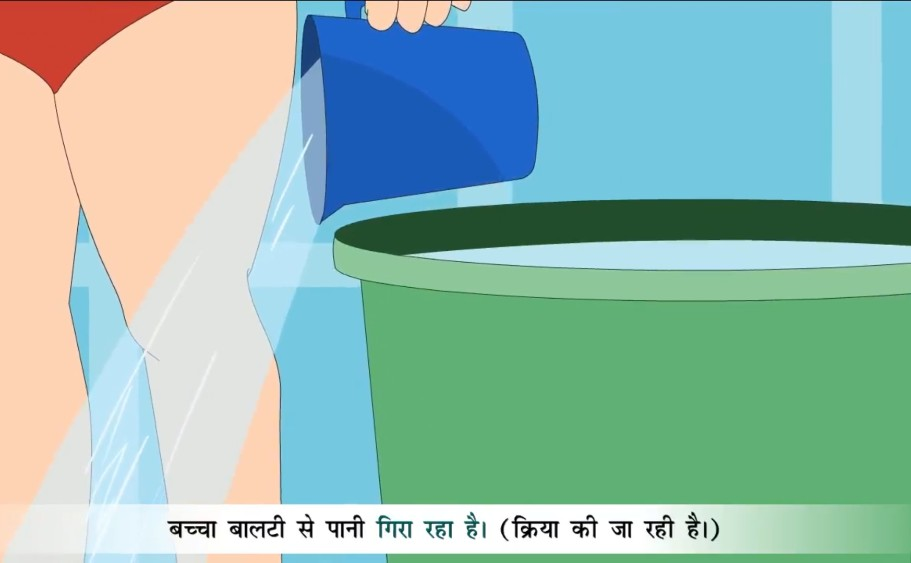 बच्चा बालटी से पानी गिरा रहा है। (क्रिया की जा रही है।)